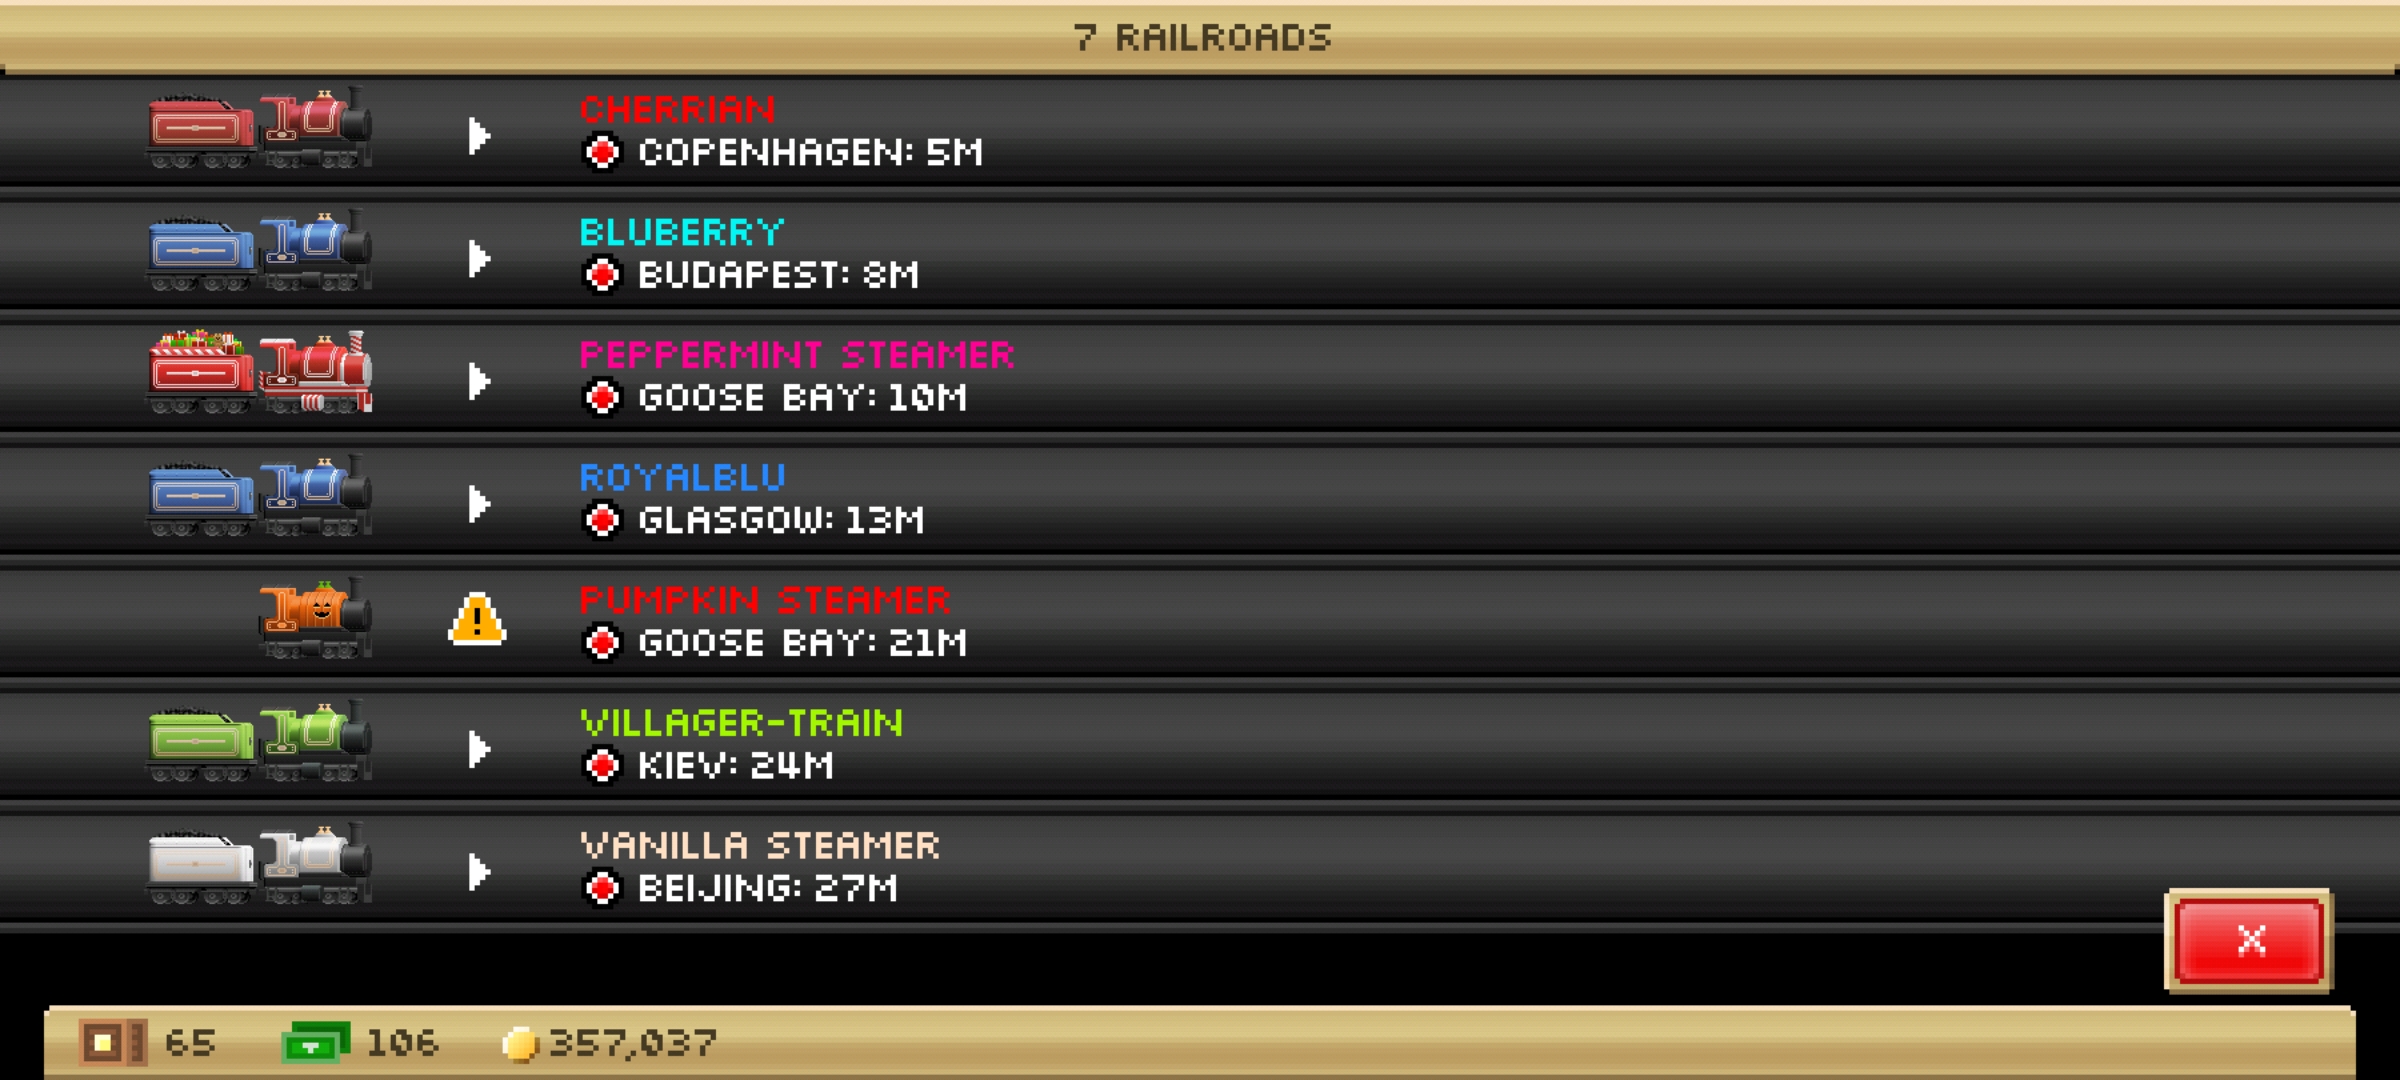 7 RAILROADS
CHERRIAN
COPENHAGEN: 5M
BLUBERRY
BUDAPEST: 8M
PEPPERMINT STEAMER
GOOSE BAY: 10M
ROYALBLU
GLASGOW: 13M
PUMPKIN STEAMER
GOOSE BAY: 21M
VILLAGER-TRAIN
KIEV: 24M
VANILLA STEAMER
BEIJING: 27M
X
65 106 357,037